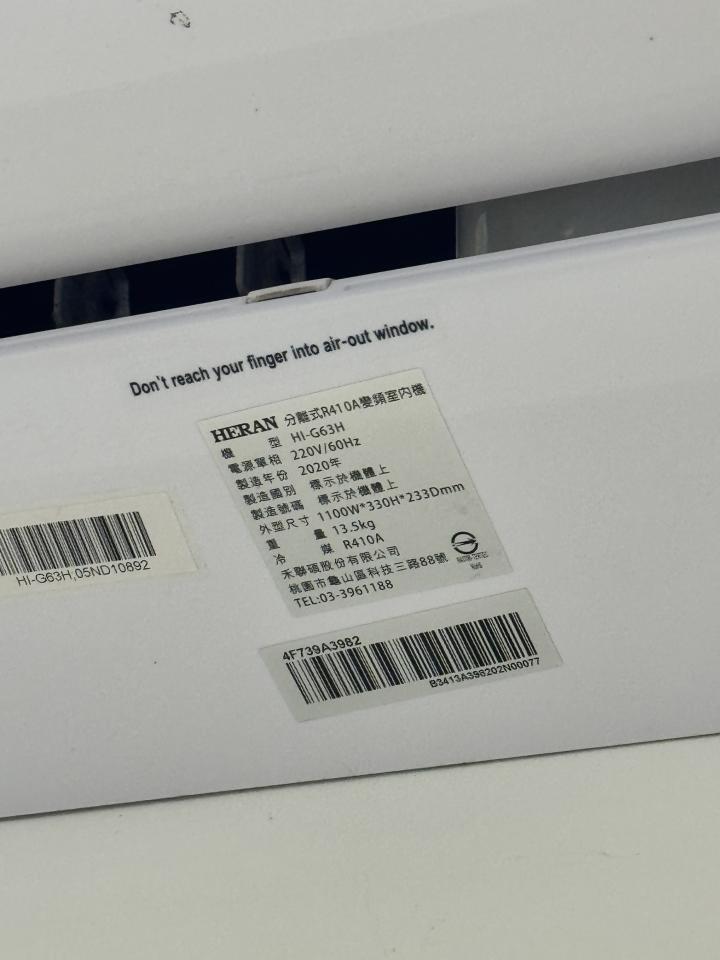 Don't reach your finger into air-out window.
HERAN 分離式R410A變頻室內機
機型 HI-G63H
電源單相 220V/60Hz
製造年份 2020年
製造國別 標示於機體上
製造號碼 標示於機體上
外型尺寸 1100W*330H*233Dmm
重量 13.5kg
冷媒 R410A
禾聯碩股份有限公司
桃園市龜山區科技三路88號
TEL:03-3961188
RoHS
HI-G63H,05ND10892
4F739A3982
B3413A398202N00077